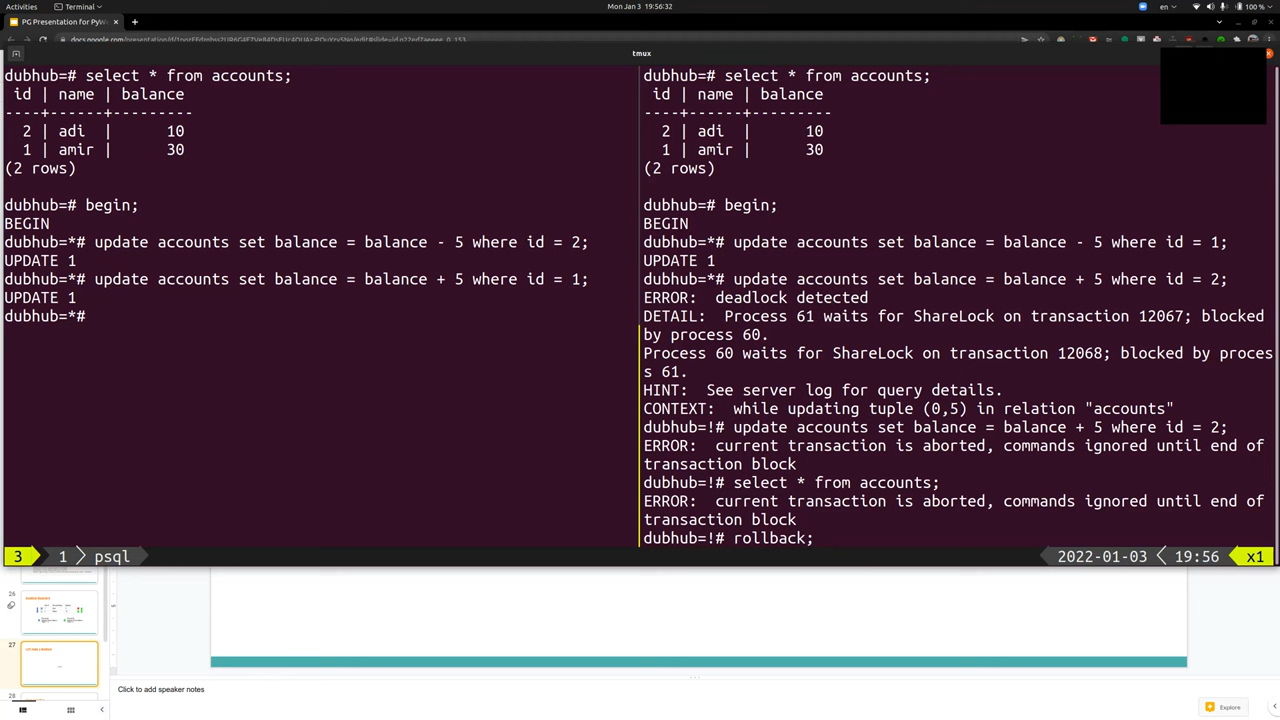 Activities Terminal Mon Jan 3 19:56:32 en 100 %
PG Presentation for PyWe
tmux
dubhub=# select * from accounts;
 id | name | balance
----+------+---------
  2 | adi  |      10
  1 | amir |      30
(2 rows)
dubhub=# begin;
BEGIN
dubhub=*# update accounts set balance = balance - 5 where id = 2;
UPDATE 1
dubhub=*# update accounts set balance = balance + 5 where id = 1;
UPDATE 1
dubhub=*#
dubhub=# select * from accounts;
 id | name | balance
----+------+---------
  2 | adi  |      10
  1 | amir |      30
(2 rows)
dubhub=# begin;
BEGIN
dubhub=*# update accounts set balance = balance - 5 where id = 1;
UPDATE 1
dubhub=*# update accounts set balance = balance + 5 where id = 2;
ERROR:  deadlock detected
DETAIL:  Process 61 waits for ShareLock on transaction 12067; blocked
by process 60.
Process 60 waits for ShareLock on transaction 12068; blocked by proces
s 61.
HINT:  See server log for query details.
CONTEXT:  while updating tuple (0,5) in relation "accounts"
dubhub=!# update accounts set balance = balance + 5 where id = 2;
ERROR:  current transaction is aborted, commands ignored until end of
transaction block
dubhub=!# select * from accounts;
ERROR:  current transaction is aborted, commands ignored until end of
transaction block
dubhub=!# rollback;
3 1 psql 2022-01-03 19:56 x1
26
27
28
Click to add speaker notes
Explore